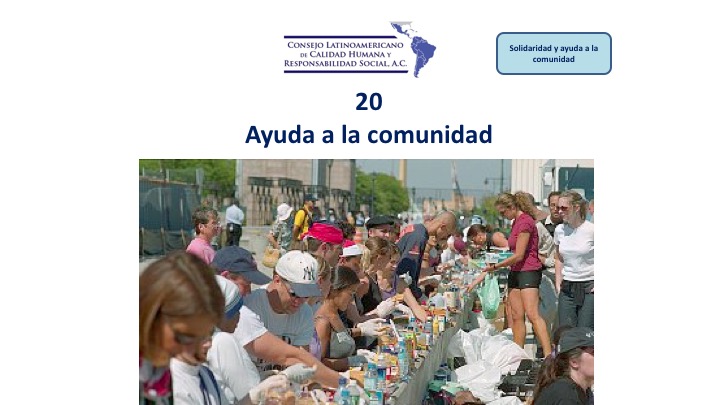 Consejo Latinoamericano
de Calidad Humana y
Responsabilidad Social, A.C.
Solidaridad y ayuda a la
comunidad
20
Ayuda a la comunidad